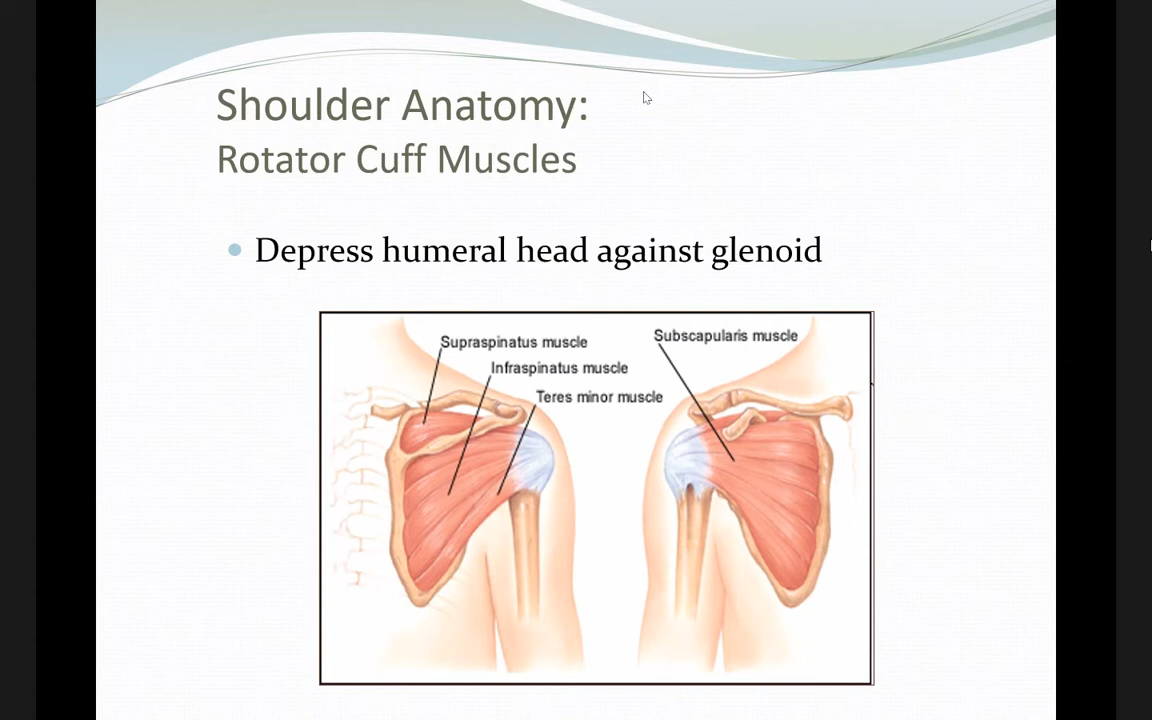 Shoulder Anatomy:
Rotator Cuff Muscles
Depress humeral head against glenoid
Supraspinatus muscle
Infraspinatus muscle
Teres minor muscle
Subscapularis muscle